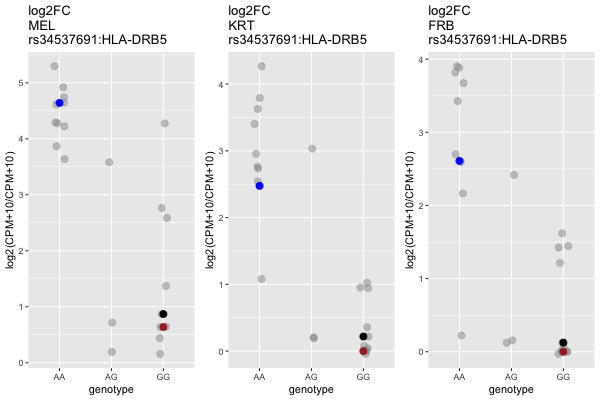 log2FC
MEL
rs34537691:HLA-DRB5
log2(CPM+10/CPM+10)
5
4
3
2
1
0
AA AG GG
genotype
log2FC
KRT
rs34537691:HLA-DRB5
log2(CPM+10/CPM+10)
4
3
2
1
0
AA AG GG
genotype
log2FC
FRB
rs34537691:HLA-DRB5
log2(CPM+10/CPM+10)
4
3
2
1
0
AA AG GG
genotype